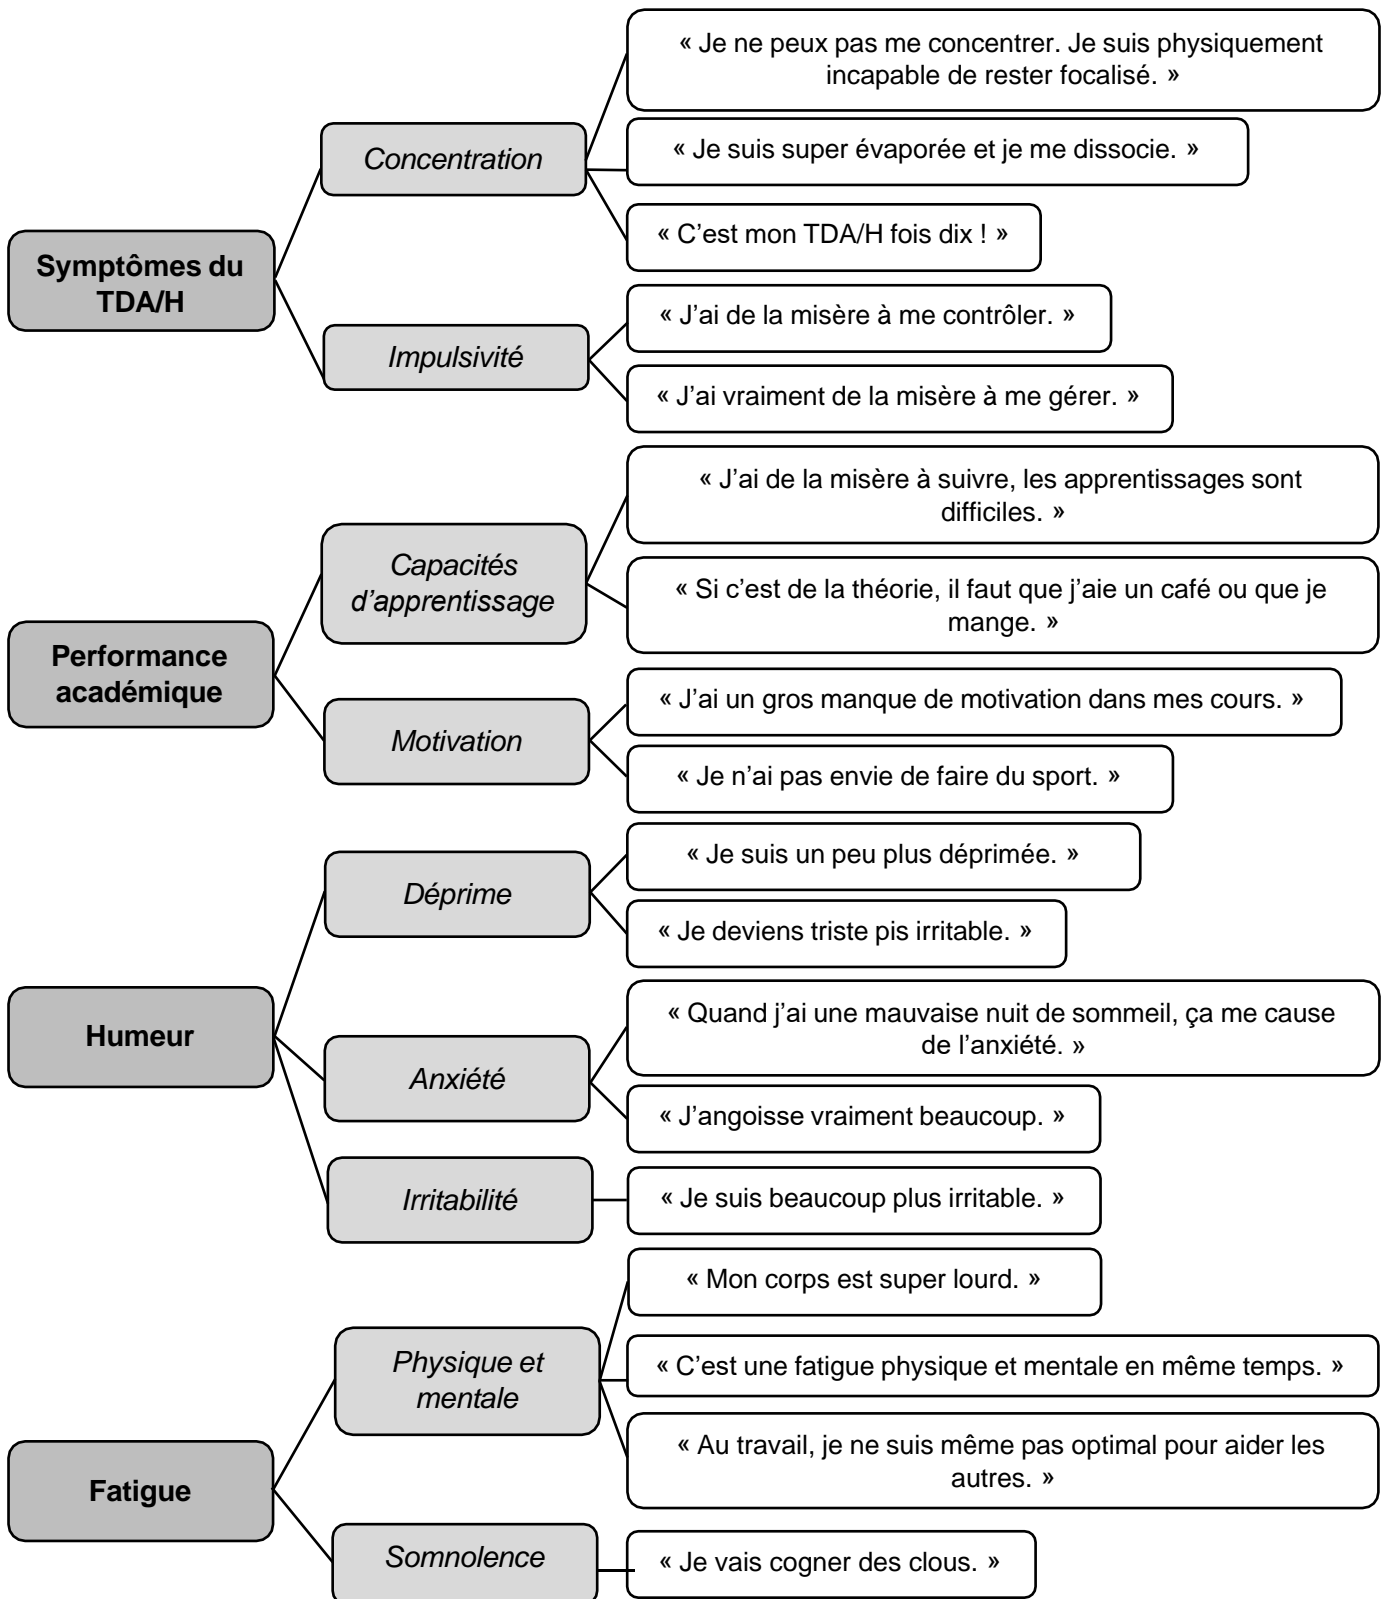 Symptômes du
TDA/H
Concentration
« Je ne peux pas me concentrer. Je suis physiquement
incapable de rester focalisé. »
« Je suis super évaporée et je me dissocie. »
« C’est mon TDA/H fois dix ! »
Impulsivité
« J’ai de la misère à me contrôler. »
« J’ai vraiment de la misère à me gérer. »
Performance
académique
Capacités
d’apprentissage
« J’ai de la misère à suivre, les apprentissages sont
difficiles. »
« Si c’est de la théorie, il faut que j’aie un café ou que je
mange. »
Motivation
« J’ai un gros manque de motivation dans mes cours. »
« Je n’ai pas envie de faire du sport. »
Humeur
Déprime
« Je suis un peu plus déprimée. »
« Je deviens triste pis irritable. »
Anxiété
« Quand j’ai une mauvaise nuit de sommeil, ça me cause
de l’anxiété. »
« J’angoisse vraiment beaucoup. »
Irritabilité
« Je suis beaucoup plus irritable. »
Fatigue
Physique et
mentale
« Mon corps est super lourd. »
« C’est une fatigue physique et mentale en même temps. »
« Au travail, je ne suis même pas optimal pour aider les
autres. »
Somnolence
« Je vais cogner des clous. »